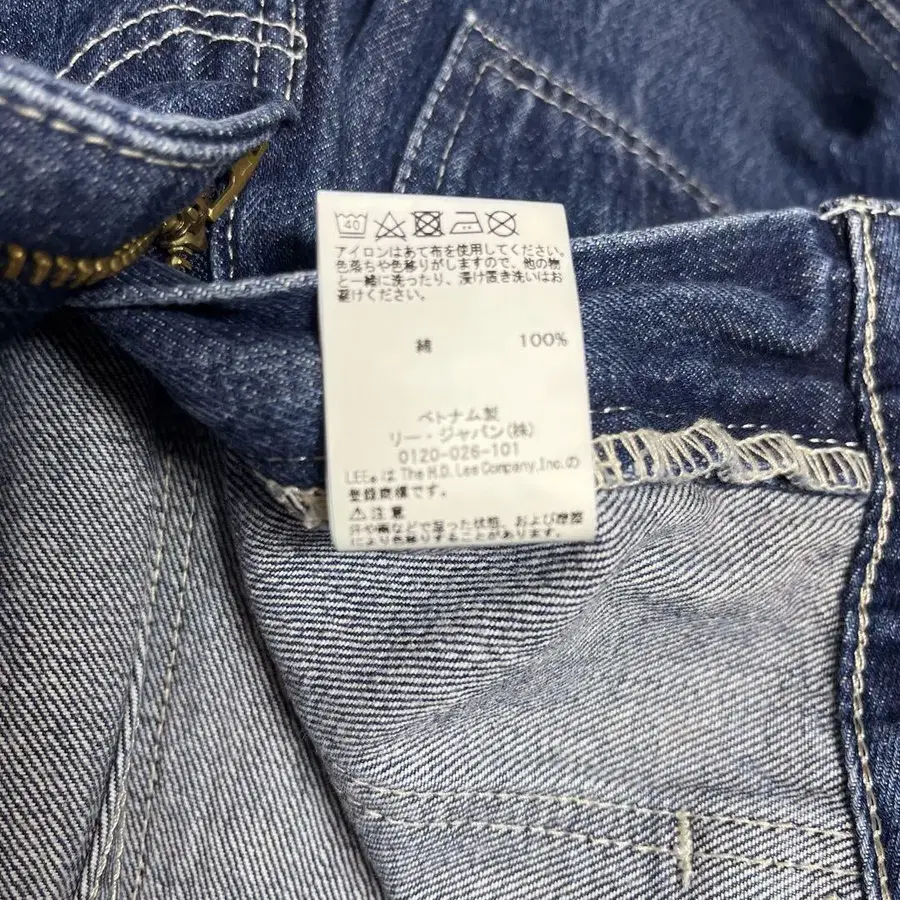 40
アイロンはあて布を使用してください。
色落ちや色移りがしますので、他の物
と一緒に洗ったり、浸け置き洗いはお
避けください。
綿 100%
ベトナム製
リー・ジャパン(株)
0120-026-101
LEE®は The H.D. Lee Company, Inc.の
登録商標です。
⚠注意
汗や雨などで湿った状態、および摩擦
により色移りすることがあります。